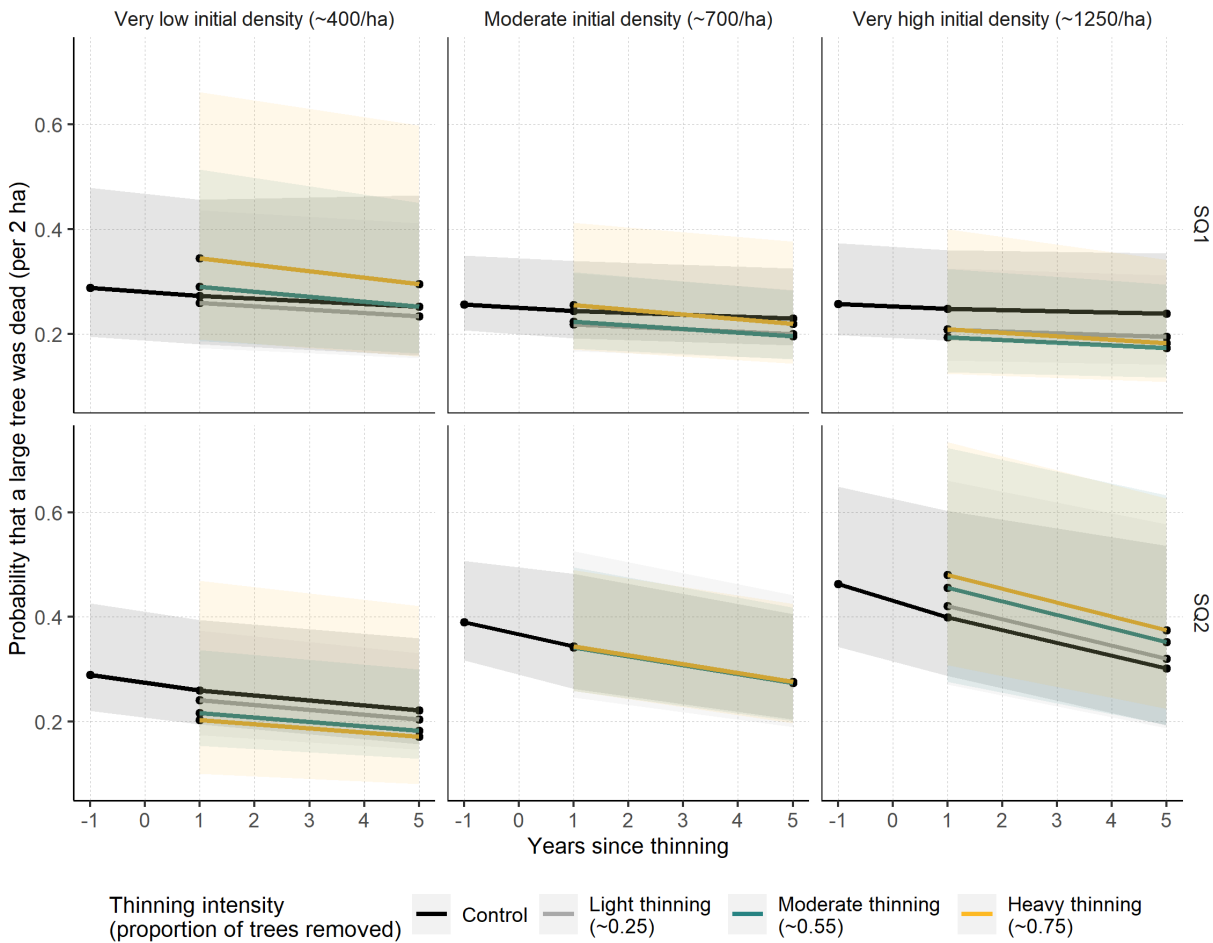 Very low initial density (~400/ha)
Moderate initial density (~700/ha)
Very high initial density (~1250/ha)
Probability that a large tree was dead (per 2 ha)
0.6
0.4
0.2
SQ1
0.6
0.4
0.2
SQ2
-1 0 1 2 3 4 5
-1 0 1 2 3 4 5
-1 0 1 2 3 4 5
Years since thinning
Thinning intensity
(proportion of trees removed)
Control
Light thinning
(~0.25)
Moderate thinning
(~0.55)
Heavy thinning
(~0.75)